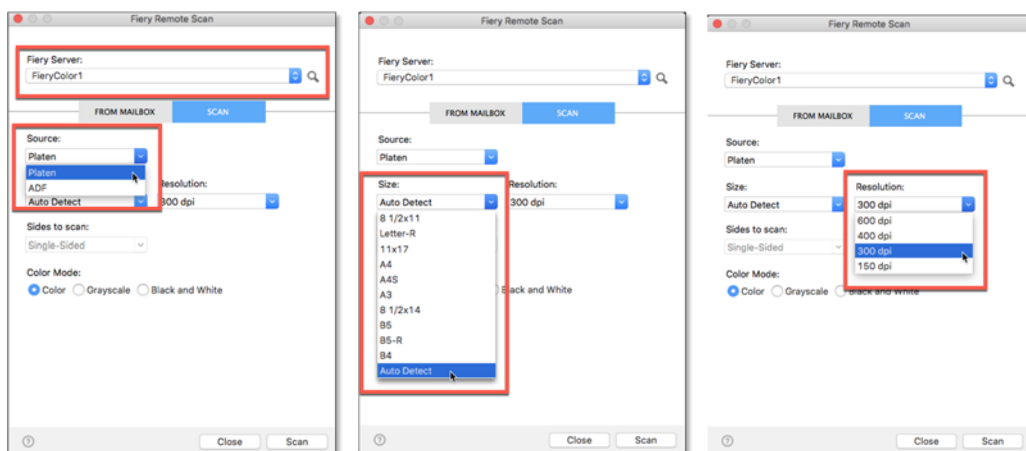 Fiery Remote Scan
Fiery Server:
FieryColor1
FROM MAILBOX SCAN
Source:
Platen
Platen
ADF
Resolution:
Auto Detect 300 dpi
Sides to scan:
Single-Sided
Color Mode:
Color Grayscale Black and White
Close Scan
Fiery Remote Scan
Fiery Server:
FieryColor1
FROM MAILBOX SCAN
Source:
Platen
Size: Resolution:
Auto Detect 300 dpi
8 1/2x11
Letter-R
11x17
A4
A4S
A3
Black and White
8 1/2x14
B5
B5-R
B4
Auto Detect
Close Scan
Fiery Remote Scan
Fiery Server:
FieryColor1
FROM MAILBOX SCAN
Source:
Platen
Size: Resolution:
Auto Detect 300 dpi
600 dpi
Sides to scan: 400 dpi
Single-Sided 300 dpi
150 dpi
Color Mode:
Color Grayscale Black and White
Close Scan